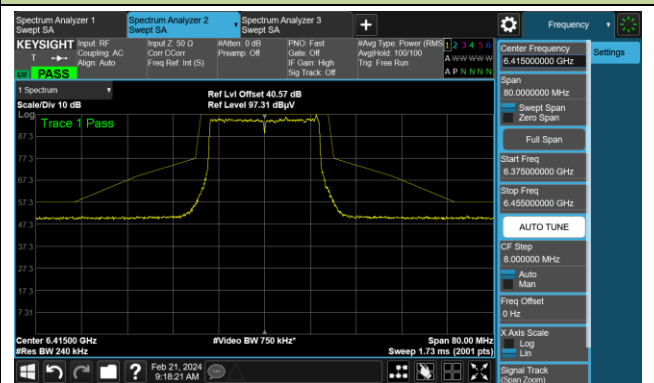 Spectrum Analyzer 1
Swept SA
Spectrum Analyzer 2
Swept SA
Spectrum Analyzer 3
Swept SA
+
Frequency
KEYSIGHT
T
LXI
PASS
Input: RF
Coupling: AC
Align: Auto
Input Z: 50 Ω
Corr CCorr
Freq Ref: Int (S)
#Atten: 0 dB
Preamp: Off
PNO: Fast
Gate: Off
IF Gain: High
Sig Track: Off
#Avg Type: Power (RMS
Avg|Hold: 100/100
Trig: Free Run
1 2 3 4 5 6
A W W W W W
A P N N N N
1 Spectrum
Scale/Div 10 dB
Log
Ref Lvl Offset 40.57 dB
Ref Level 97.31 dBµV
Trace 1 Pass
87.3
77.3
67.3
57.3
47.3
37.3
27.3
17.3
7.31
Center 6.41500 GHz
#Res BW 240 kHz
#Video BW 750 kHz*
Span 80.00 MHz
Sweep 1.73 ms (2001 pts)
Feb 21, 2024
9:18:21 AM
?
Center Frequency
6.415000000 GHz
Settings
Span
80.0000000 MHz
Swept Span
Zero Span
Full Span
Start Freq
6.375000000 GHz
Stop Freq
6.455000000 GHz
AUTO TUNE
CF Step
8.000000 MHz
Auto
Man
Freq Offset
0 Hz
X Axis Scale
Log
Lin
Signal Track
(Span Zoom)